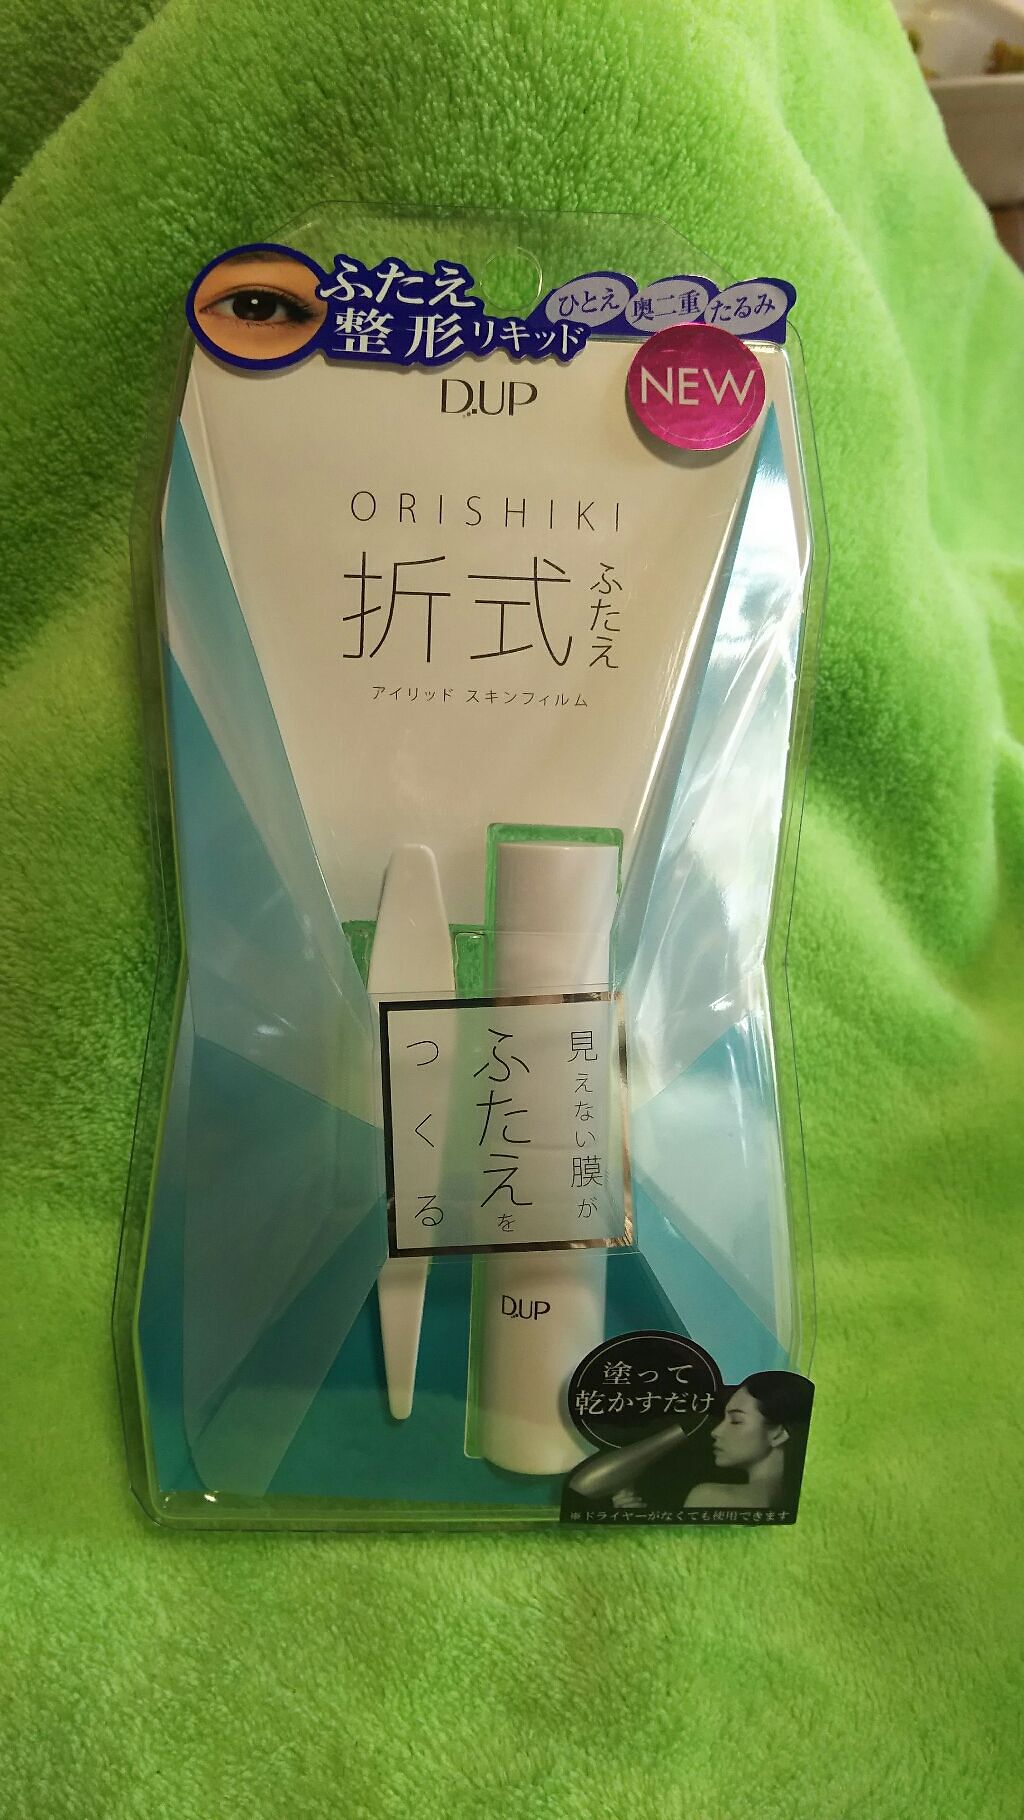 ふたえ
整形リキッド
ひとえ 奥二重 たるみ
NEW
D.UP
ORISHIKI
折式
ふたえ
アイリッド スキンフィルム
見えない膜が
ふたえを
つくる
D.UP
塗って
乾かすだけ
※ドライヤーがなくても使用できます